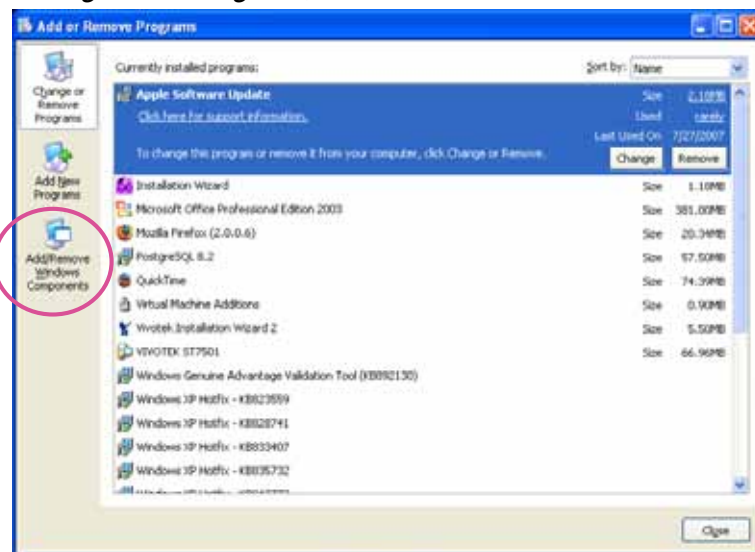 Add or Remove Programs
Change or Remove Programs
Add New Programs
Add/Remove Windows Components
Currently installed programs:
Sort by: Name
Apple Software Update Size 2.10MB
Click here for support information. Used rarely
Last Used On 7/27/2007
To change this program or remove it from your computer, click Change or Remove. Change Remove
Installation Wizard Size 1.10MB
Microsoft Office Professional Edition 2003 Size 381.00MB
Mozilla Firefox (2.0.0.6) Size 20.34MB
PostgreSQL 8.2 Size 57.50MB
QuickTime Size 74.39MB
Virtual Machine Additions Size 0.90MB
Vivotek Installation Wizard 2 Size 5.50MB
VIVOTEK ST7501 Size 66.96MB
Windows Genuine Advantage Validation Tool (KB892130)
Windows XP Hotfix - KB823559
Windows XP Hotfix - KB828741
Windows XP Hotfix - KB833407
Windows XP Hotfix - KB835732
Close